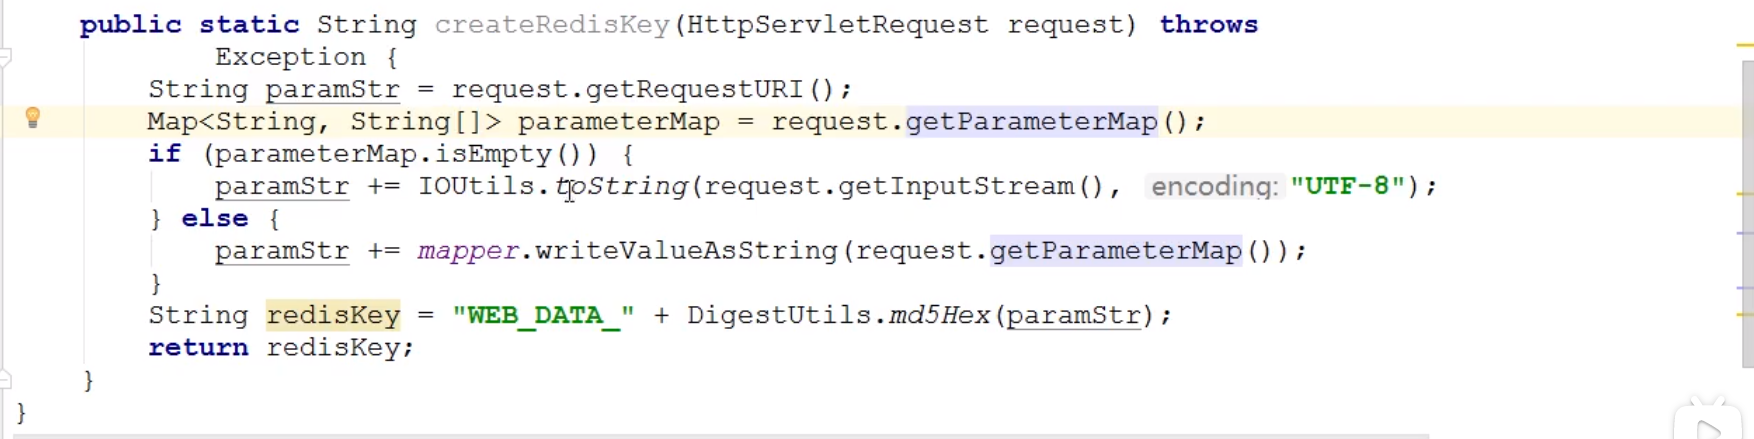 public static String createRedisKey(HttpServletRequest request) throws
Exception {
String paramStr = request.getRequestURI();
Map<String, String[]> parameterMap = request.getParameterMap();
if (parameterMap.isEmpty()) {
paramStr += IOUtils.toString(request.getInputStream(), encoding: "UTF-8");
} else {
paramStr += mapper.writeValueAsString(request.getParameterMap());
}
String redisKey = "WEB_DATA_" + DigestUtils.md5Hex(paramStr);
return redisKey;
}
}